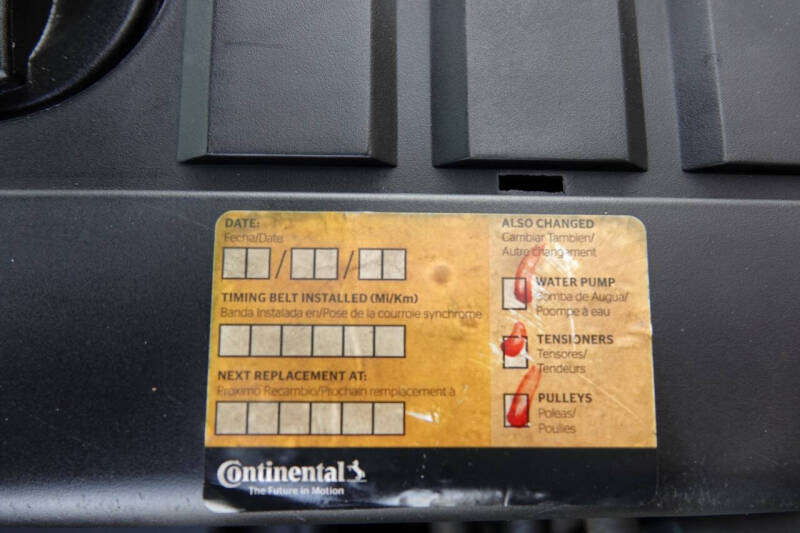 DATE:
Fecha/Date
/ /
TIMING BELT INSTALLED (Mi/Km)
Banda Instalada en/Pose de la courroie synchrome
NEXT REPLACEMENT AT:
Proximo Recambio/Prochain remplacement à
ALSO CHANGED
Cambiar Tambien/
Autre changement
WATER PUMP
Bomba de Augua/
Poompe à eau
TENSIONERS
Tensores/
Tendeurs
PULLEYS
Poleas/
Poulies
Continental
The Future in Motion